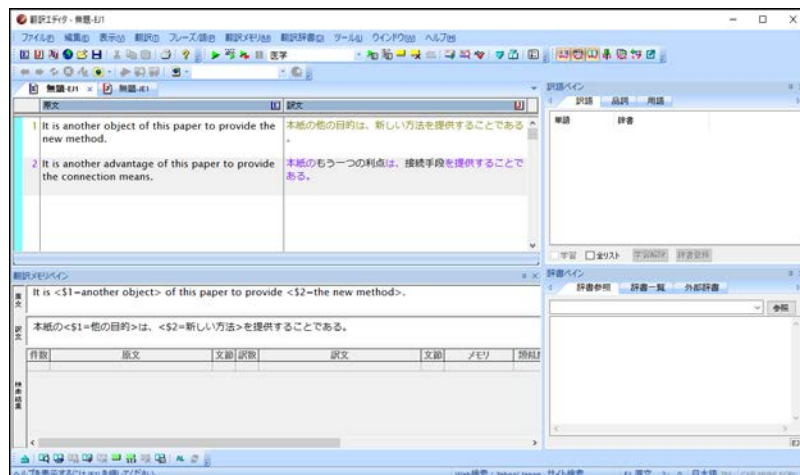 翻訳エディタ - 無題-EJ1
ファイル(F) 編集(E) 表示(V) 翻訳(T) フレーズ/語(P) 翻訳メモリ(M) 翻訳辞書(D) ツール(L) ウインドウ(W) ヘルプ(H)
医学
無題-EJ1 × 無題-JE1
原文 訳文
1 It is another object of this paper to provide the 本紙の他の目的は、新しい方法を提供することである
new method. 。
2 It is another advantage of this paper to provide 本紙のもう一つの利点は、接続手段を提供することで
the connection means. ある。
訳語ペイン
訳語 品詞 用語
単語 辞書
学習 全リスト 学習解除 辞書登録
翻訳メモリペイン
原文 It is <$1=another object> of this paper to provide <$2=the new method>.
訳文 本紙の<$1=他の目的>は、<$2=新しい方法>を提供することである。
件数 原文 文節 訳数 訳文 文節 メモリ
検索結果
辞書ペイン
辞書参照 辞書一覧 外部辞書
参照
AL